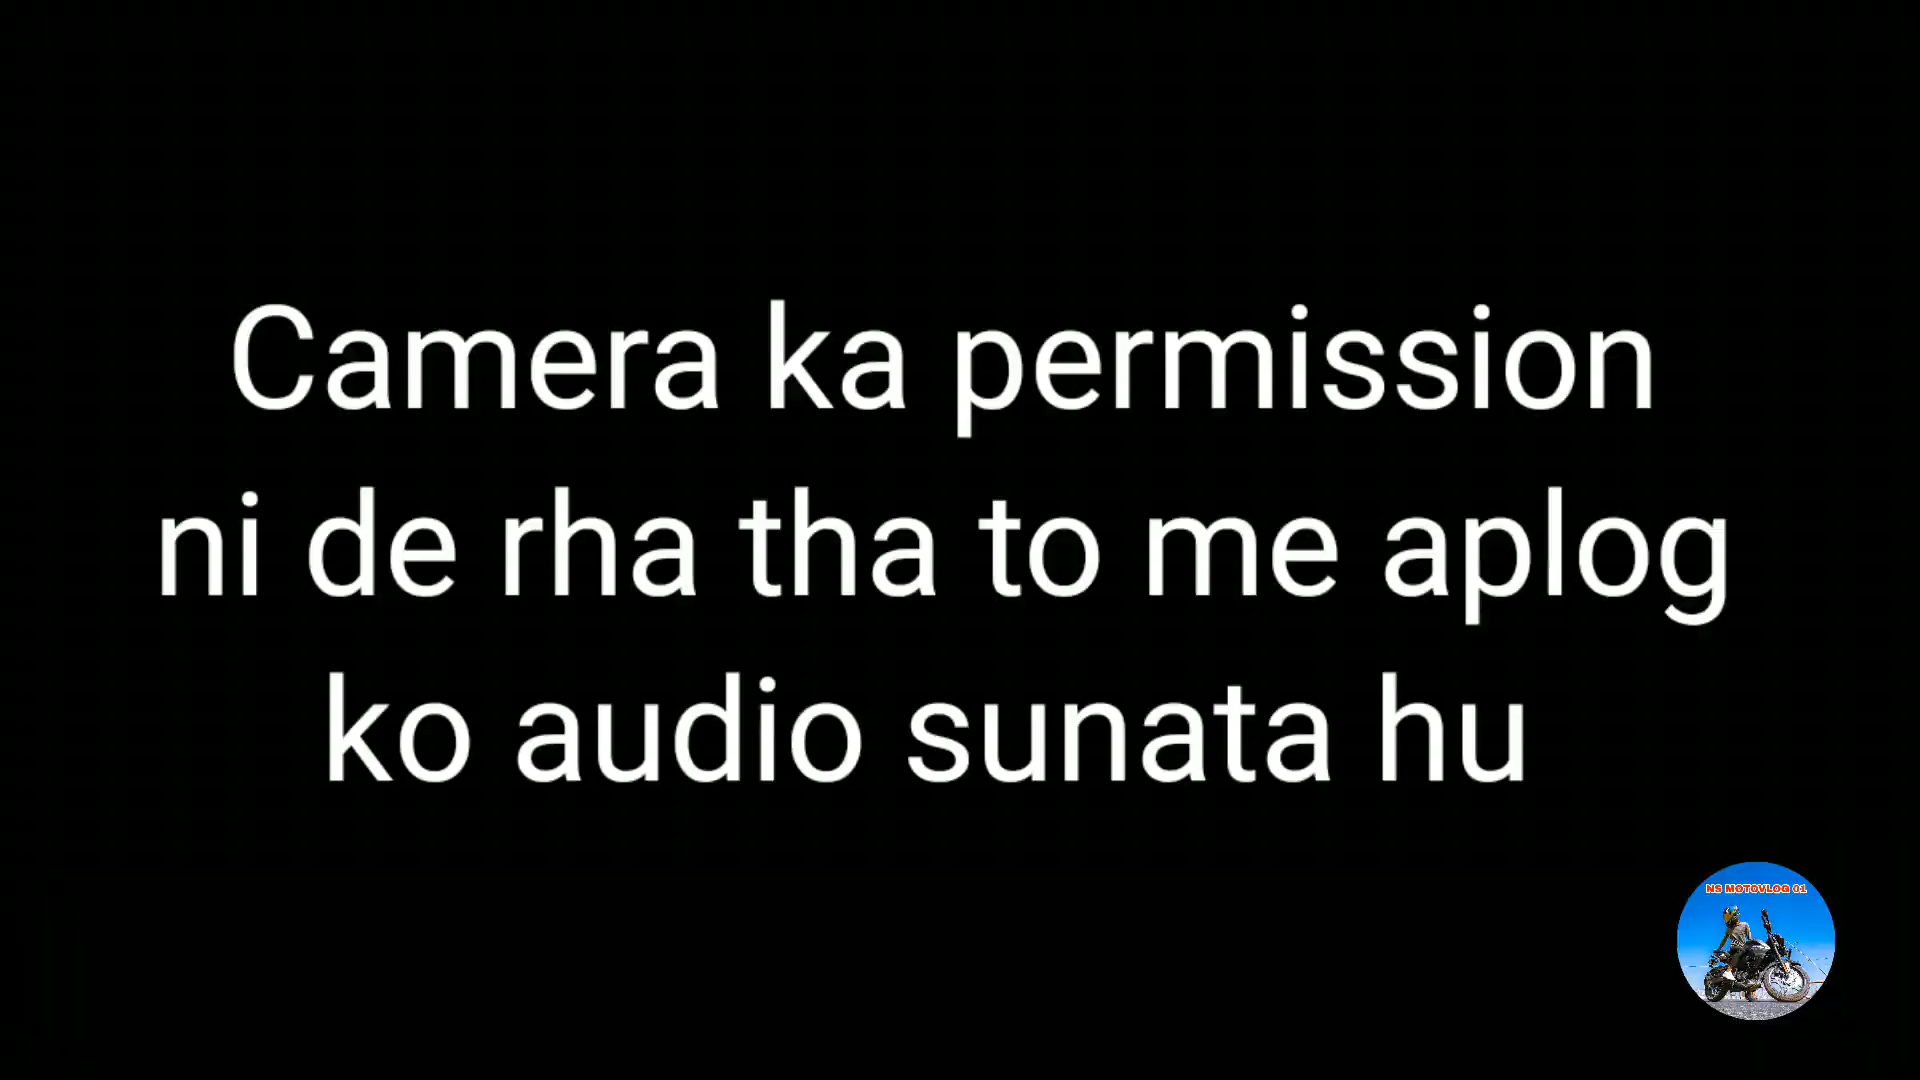 Camera ka permission
ni de rha tha to me aplog
ko audio sunata hu
NS MOTOVLOG 01